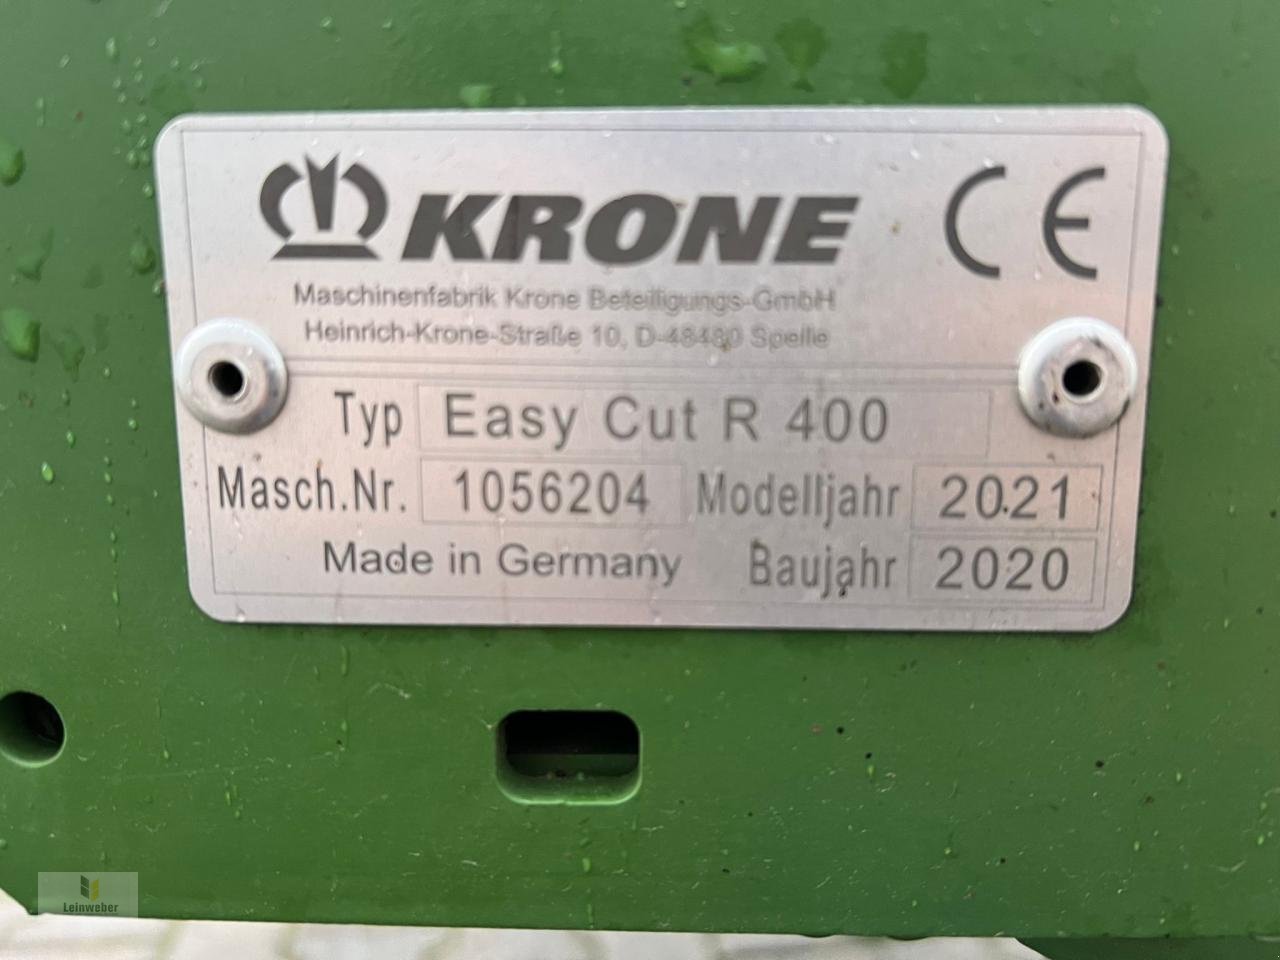 KRONE CE
Maschinenfabrik Krone Beteiligungs-GmbH
Heinrich-Krone-Straße 10, D-48480 Spelle
Typ Easy Cut R 400
Masch.Nr. 1056204 Modelljahr 2021
Made in Germany Baujahr 2020
Leinweber